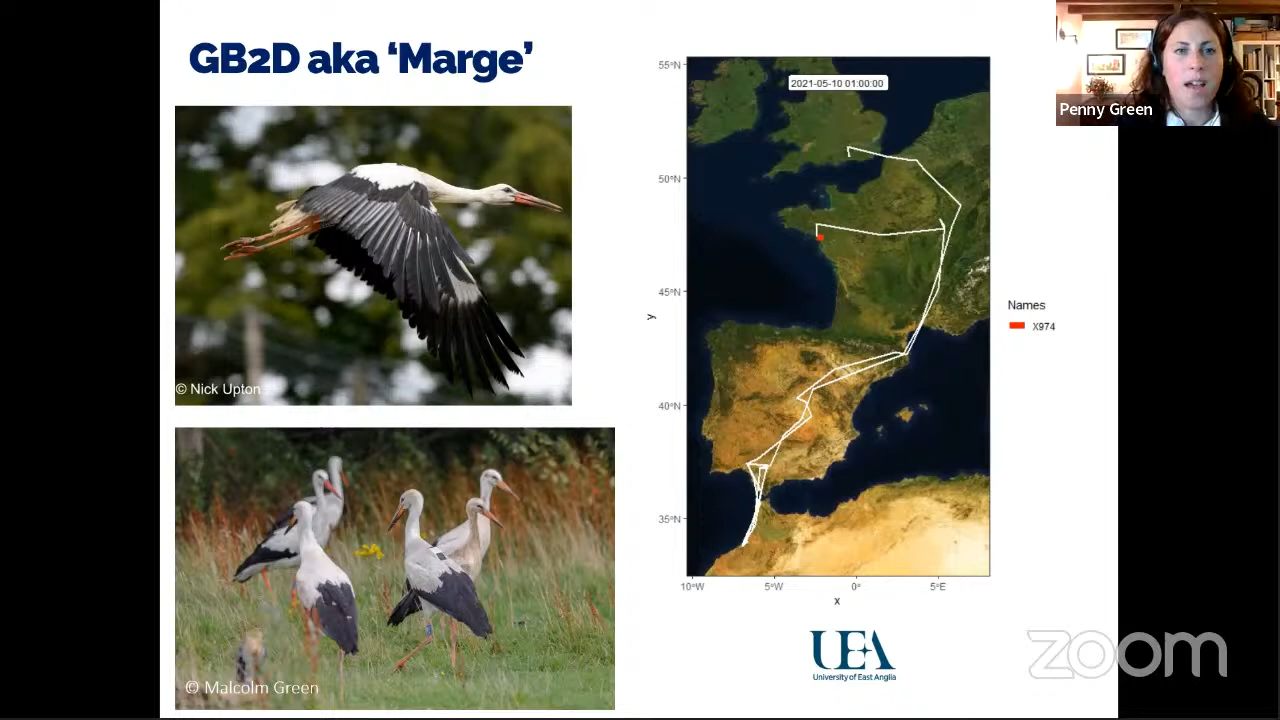 GB2D aka ‘Marge’
© Nick Upton
© Malcolm Green
2021-05-10 01:00:00
55°N
50°N
45°N
40°N
35°N
y
10°W
5°W
0°
5°E
x
Names
X974
UEA
University of East Anglia
Penny Green
zoom